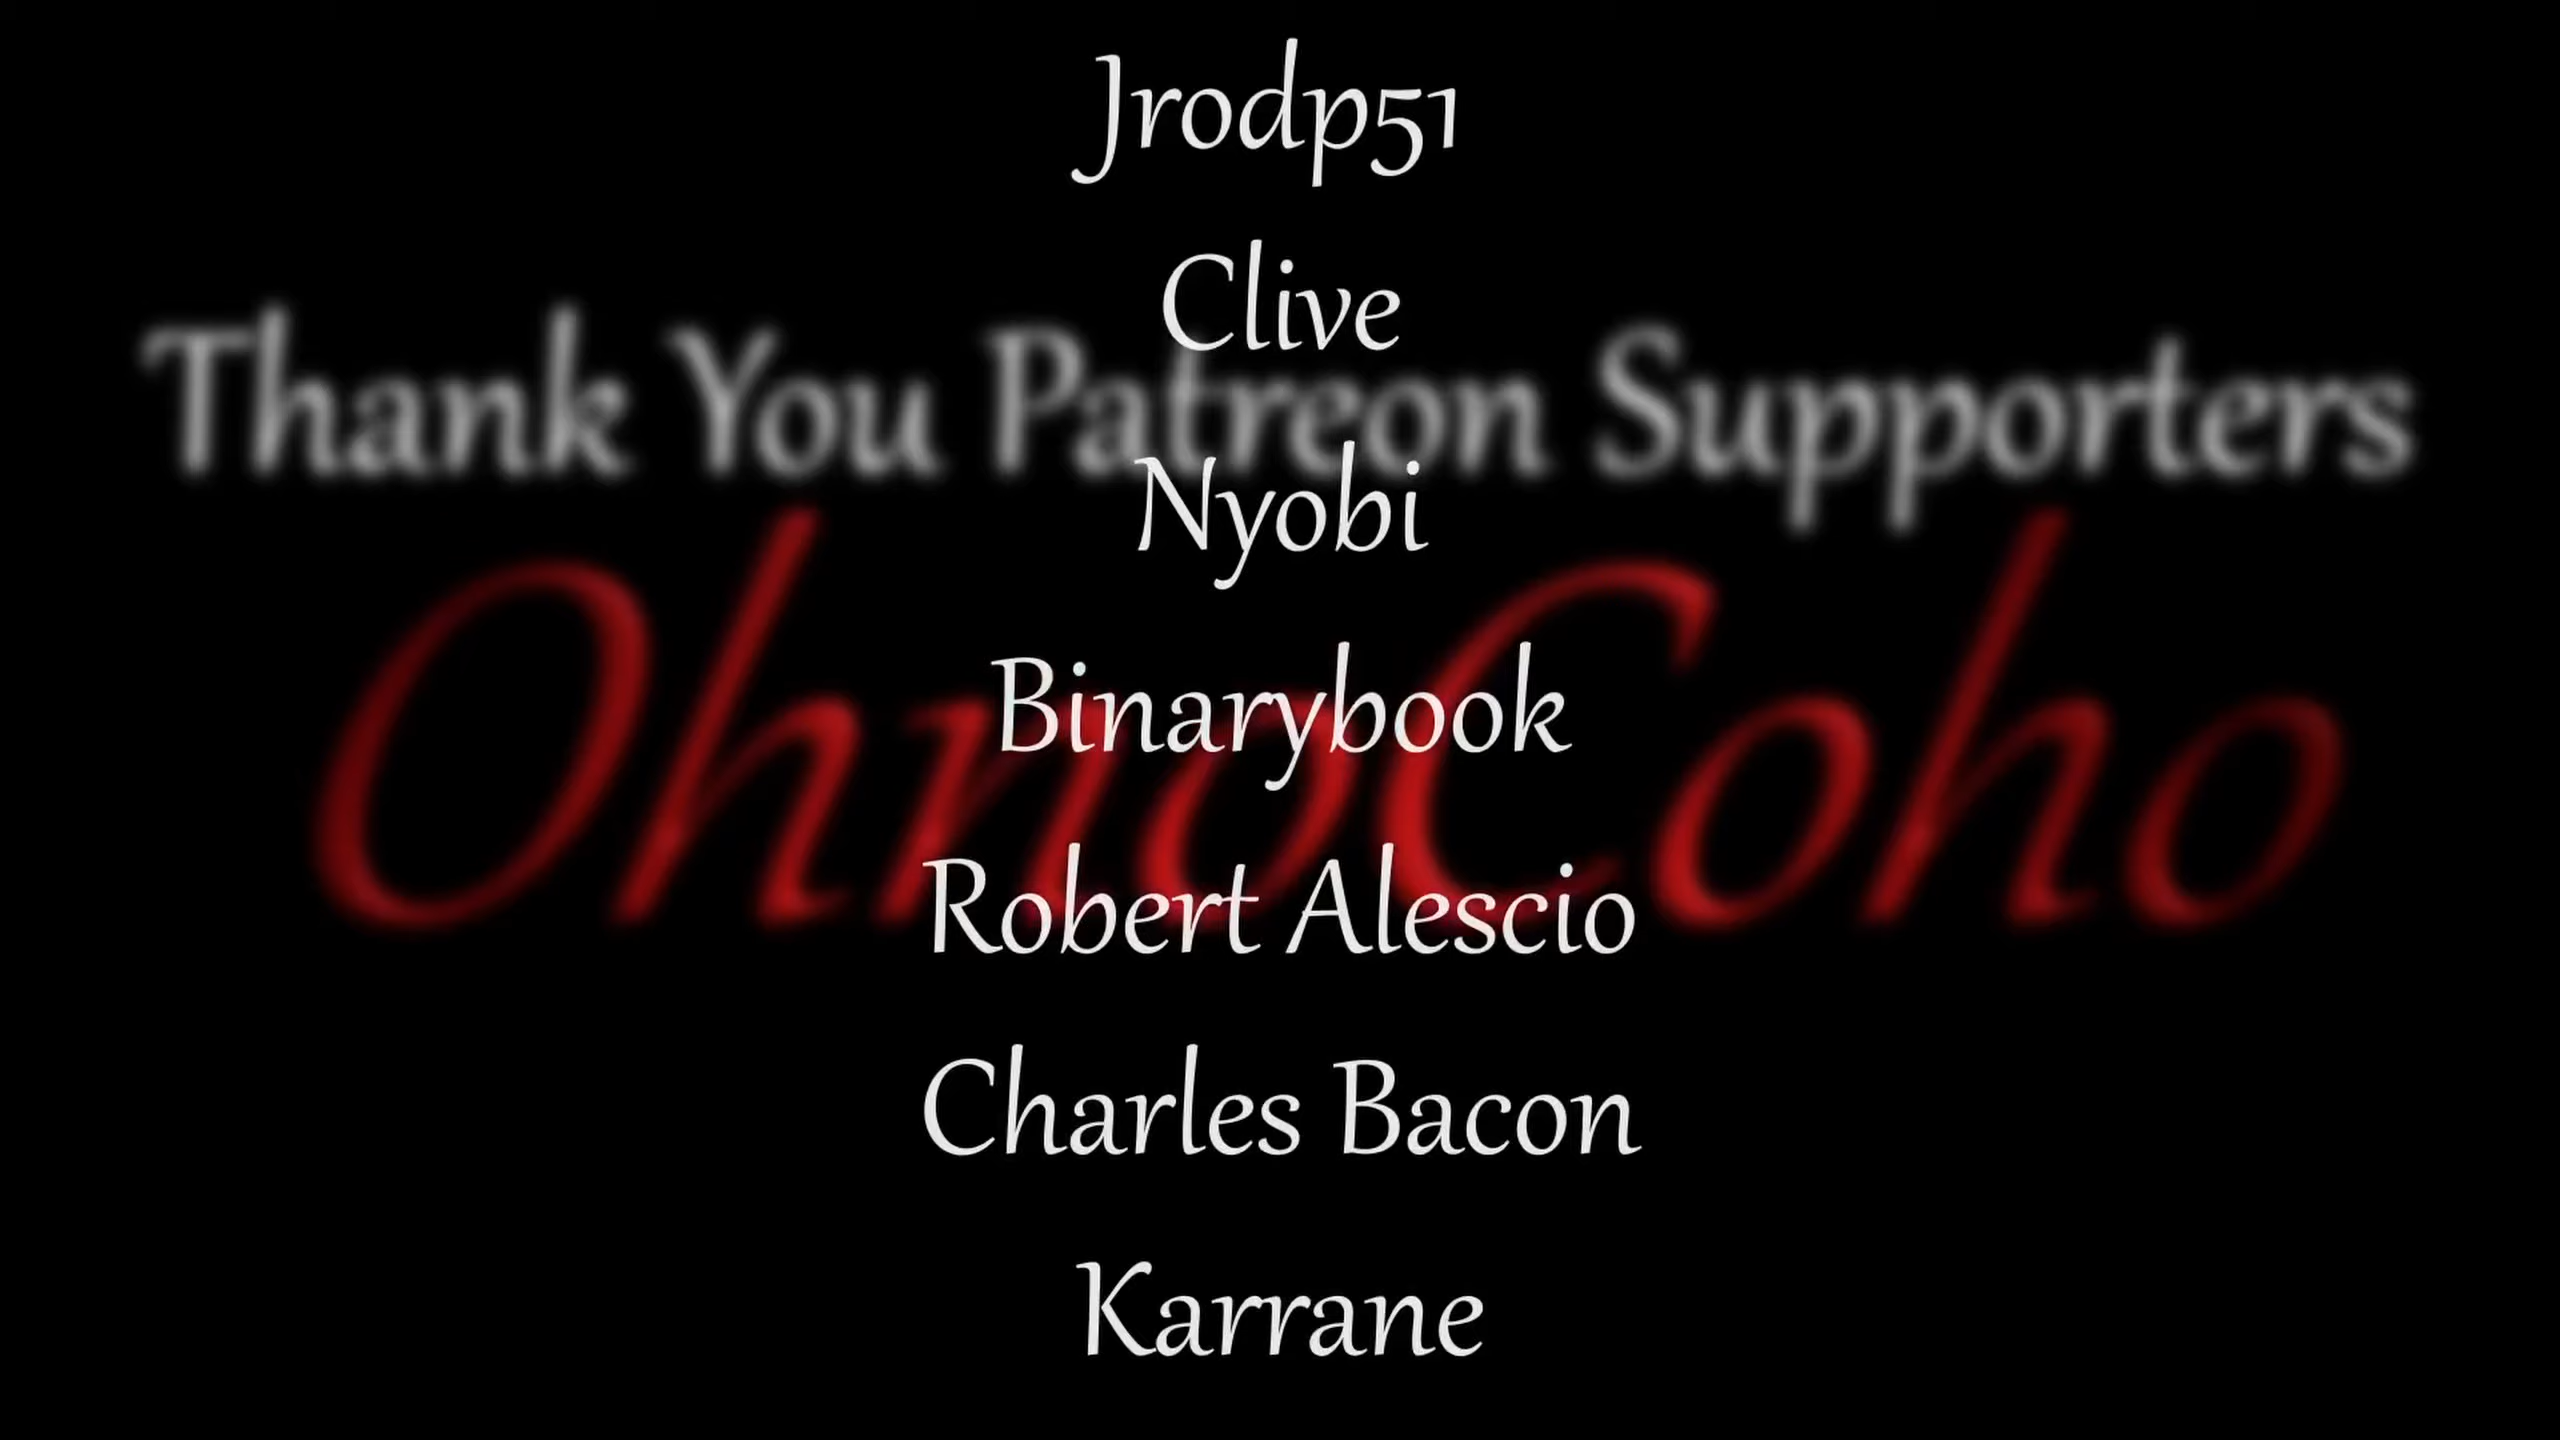 Jrodp51
Clive
Thank You Patreon Supporters
Nyobi
OhnoCoho
Binarybook
Robert Alescio
Charles Bacon
Karrane